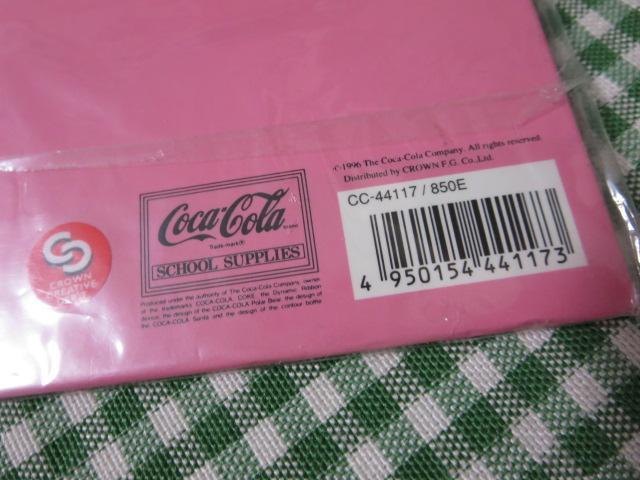 ©1996 The Coca-Cola Company. All rights reserved.
Distributed by CROWN F.G. Co.,Ltd.
CC-44117 / 850E
4 950154 441173
Coca-Cola
BRAND
Trade-mark®
SCHOOL SUPPLIES
Produced under the authority of The Coca-Cola Company, owner
of the trademarks COCA-COLA, COKE, the Dynamic Ribbon
device, the design of the COCA-COLA Polar Bear, the design of
the COCA-COLA Santa and the design of the contour bottle
CROWN
CREATIVE